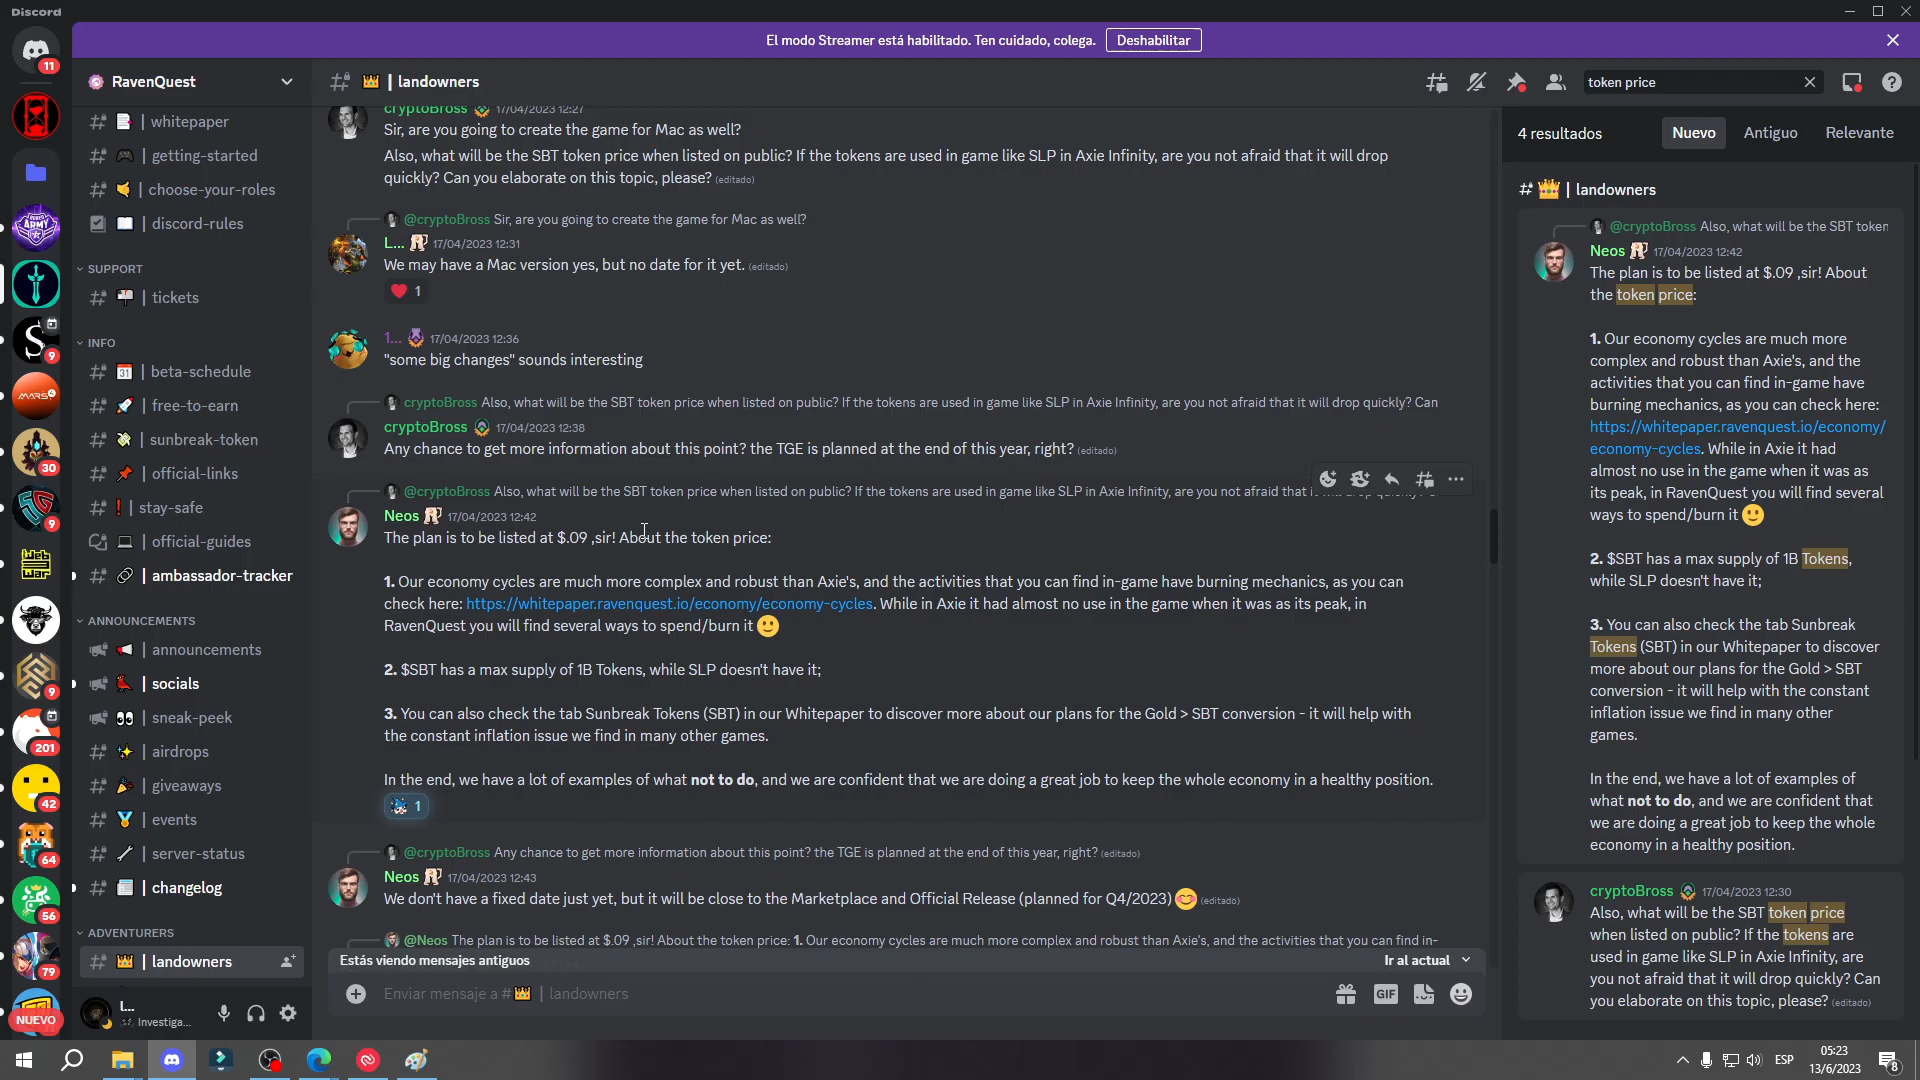 Discord
El modo Streamer está habilitado. Ten cuidado, colega.
Deshabilitar
11
9
30
9
9
201
42
64
56
79
NUEVO
MARS4
WEB WAR
RavenQuest
| whitepaper
| getting-started
| choose-your-roles
| discord-rules
SUPPORT
| tickets
INFO
| beta-schedule
| free-to-earn
| sunbreak-token
| official-links
| stay-safe
| official-guides
| ambassador-tracker
ANNOUNCEMENTS
| announcements
| socials
| sneak-peek
| airdrops
| giveaways
| events
| server-status
| changelog
ADVENTURERS
| landowners
l...
Investiga...
| landowners
cryptoBross 17/04/2023 12:27
Sir, are you going to create the game for Mac as well?
Also, what will be the SBT token price when listed on public? If the tokens are used in game like SLP in Axie Infinity, are you not afraid that it will drop
quickly? Can you elaborate on this topic, please? (editado)
@cryptoBross Sir, are you going to create the game for Mac as well?
L... 17/04/2023 12:31
We may have a Mac version yes, but no date for it yet. (editado)
1
1... 17/04/2023 12:36
"some big changes" sounds interesting
cryptoBross Also, what will be the SBT token price when listed on public? If the tokens are used in game like SLP in Axie Infinity, are you not afraid that it will drop quickly? Can
cryptoBross 17/04/2023 12:38
Any chance to get more information about this point? the TGE is planned at the end of this year, right? (editado)
@cryptoBross Also, what will be the SBT token price when listed on public? If the tokens are used in game like SLP in Axie Infinity, are you not afraid that
Neos 17/04/2023 12:42
The plan is to be listed at $.09 ,sir! About the token price:
1. Our economy cycles are much more complex and robust than Axie's, and the activities that you can find in-game have burning mechanics, as you can
check here: https://whitepaper.ravenquest.io/economy/economy-cycles. While in Axie it had almost no use in the game when it was as its peak, in
RavenQuest you will find several ways to spend/burn it
2. $SBT has a max supply of 1B Tokens, while SLP doesn't have it;
3. You can also check the tab Sunbreak Tokens (SBT) in our Whitepaper to discover more about our plans for the Gold > SBT conversion - it will help with
the constant inflation issue we find in many other games.
In the end, we have a lot of examples of what not to do, and we are confident that we are doing a great job to keep the whole economy in a healthy position.
1
@cryptoBross Any chance to get more information about this point? the TGE is planned at the end of this year, right? (editado)
Neos 17/04/2023 12:43
We don't have a fixed date just yet, but it will be close to the Marketplace and Official Release (planned for Q4/2023) (editado)
@Neos The plan is to be listed at $.09 ,sir! About the token price: 1. Our economy cycles are much more complex and robust than Axie's, and the activities that you can find in-
Estás viendo mensajes antiguos
Ir al actual
Enviar mensaje a # | landowners
GIF
token price
4 resultados
Nuevo
Antiguo
Relevante
# | landowners
@cryptoBross Also, what will be the SBT token
Neos 17/04/2023 12:42
The plan is to be listed at $.09 ,sir! About
the token price:
1. Our economy cycles are much more
complex and robust than Axie's, and the
activities that you can find in-game have
burning mechanics, as you can check here:
https://whitepaper.ravenquest.io/economy/
economy-cycles. While in Axie it had
almost no use in the game when it was as
its peak, in RavenQuest you will find several
ways to spend/burn it
2. $SBT has a max supply of 1B Tokens,
while SLP doesn't have it;
3. You can also check the tab Sunbreak
Tokens (SBT) in our Whitepaper to discover
more about our plans for the Gold > SBT
conversion - it will help with the constant
inflation issue we find in many other
games.
In the end, we have a lot of examples of
what not to do, and we are confident that
we are doing a great job to keep the whole
economy in a healthy position.
cryptoBross 17/04/2023 12:30
Also, what will be the SBT token price
when listed on public? If the tokens are
used in game like SLP in Axie Infinity, are
you not afraid that it will drop quickly? Can
you elaborate on this topic, please? (editado)
ESP
05:23
13/6/2023
8